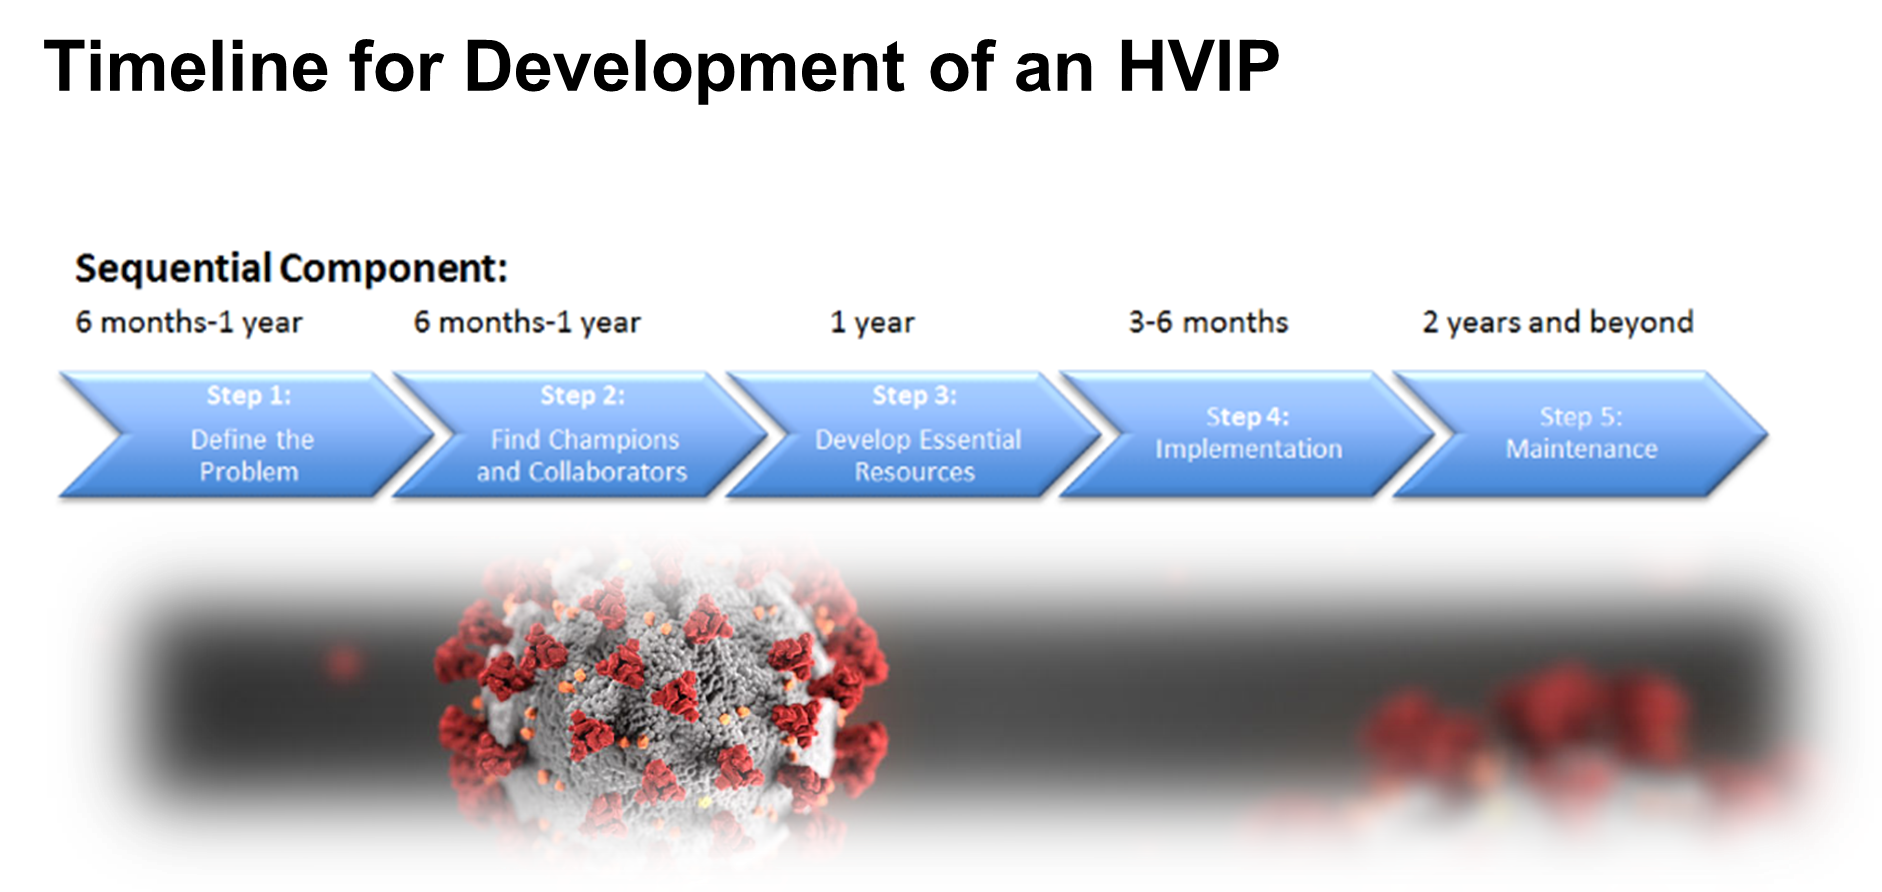 Timeline for Development of an HVIP
Sequential Component:
6 months-1 year
6 months-1 year
1 year
3-6 months
2 years and beyond
Step 1:
Define the
Problem
Step 2:
Find Champions
and Collaborators
Step 3:
Develop Essential
Resources
Step 4:
Implementation
Step 5:
Maintenance